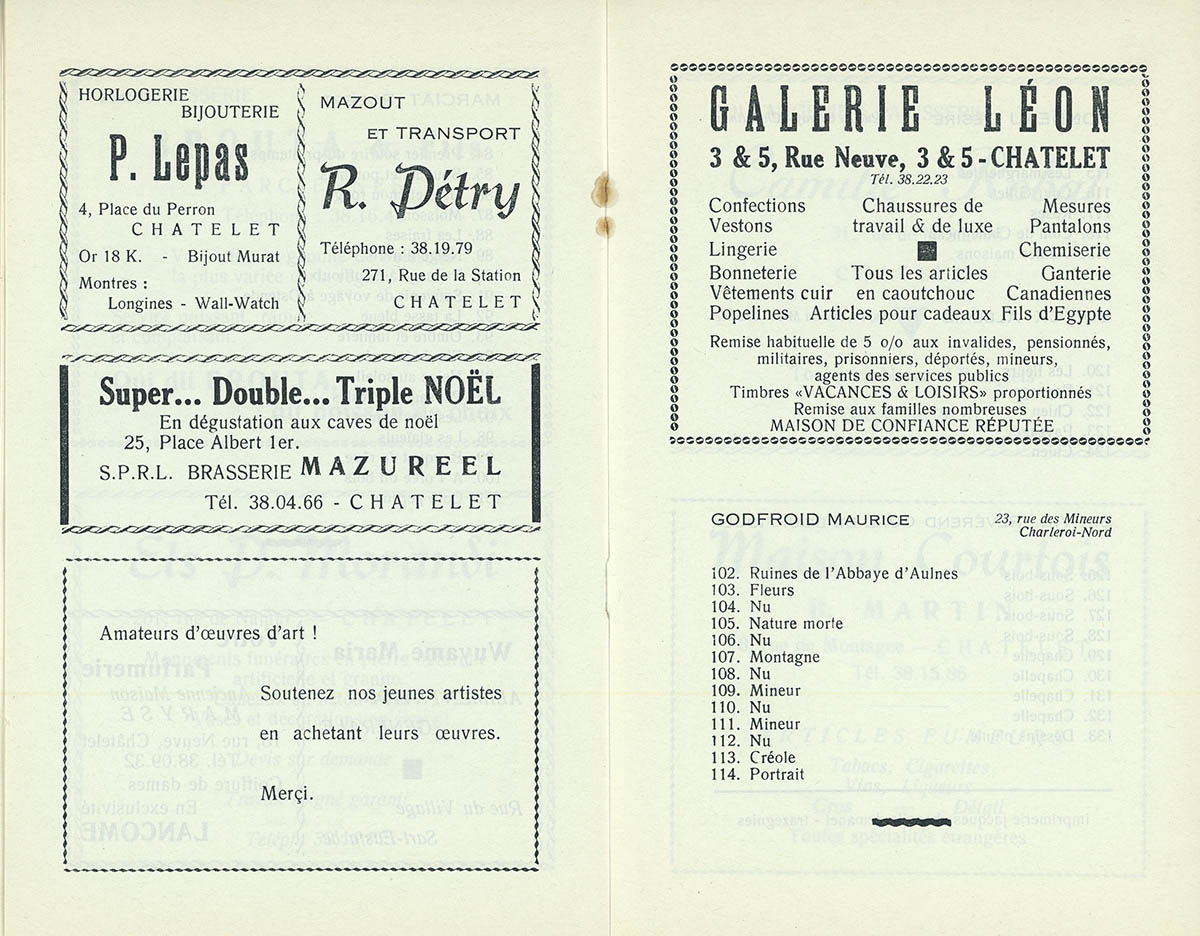 HORLOGERIE
BIJOUTERIE
P. Lepas
4, Place du Perron
CHATELET
Or 18 K. - Bijout Murat
Montres :
Longines - Wall-Watch
MAZOUT
ET TRANSPORT
R. Détry
Téléphone : 38.19.79
271, Rue de la Station
CHATELET
Super... Double... Triple NOËL
En dégustation aux caves de noël
25, Place Albert 1er.
S.P.R.L. BRASSERIE MAZUREEL
Tél. 38.04.66 - CHATELET
Amateurs d'œuvres d'art !
Soutenez nos jeunes artistes
en achetant leurs œuvres.
Merçi.
GALERIE LÉON
3 & 5, Rue Neuve, 3 & 5 - CHATELET
Tél. 38.22.23
Confections Chaussures de Mesures
Vestons travail & de luxe Pantalons
Lingerie Chemiserie
Bonneterie Tous les articles Ganterie
Vêtements cuir en caoutchouc Canadiennes
Popelines Articles pour cadeaux Fils d'Egypte
Remise habituelle de 5 o/o aux invalides, pensionnés,
militaires, prisonniers, déportés, mineurs,
agents des services publics
Timbres «VACANCES & LOISIRS» proportionnés
Remise aux familles nombreuses
MAISON DE CONFIANCE RÉPUTÉE
GODFROID MAURICE 23, rue des Mineurs
Charleroi-Nord
102. Ruines de l'Abbaye d'Aulnes
103. Fleurs
104. Nu
105. Nature morte
106. Nu
107. Montagne
108. Nu
109. Mineur
110. Nu
111. Mineur
112. Nu
113. Créole
114. Portrait